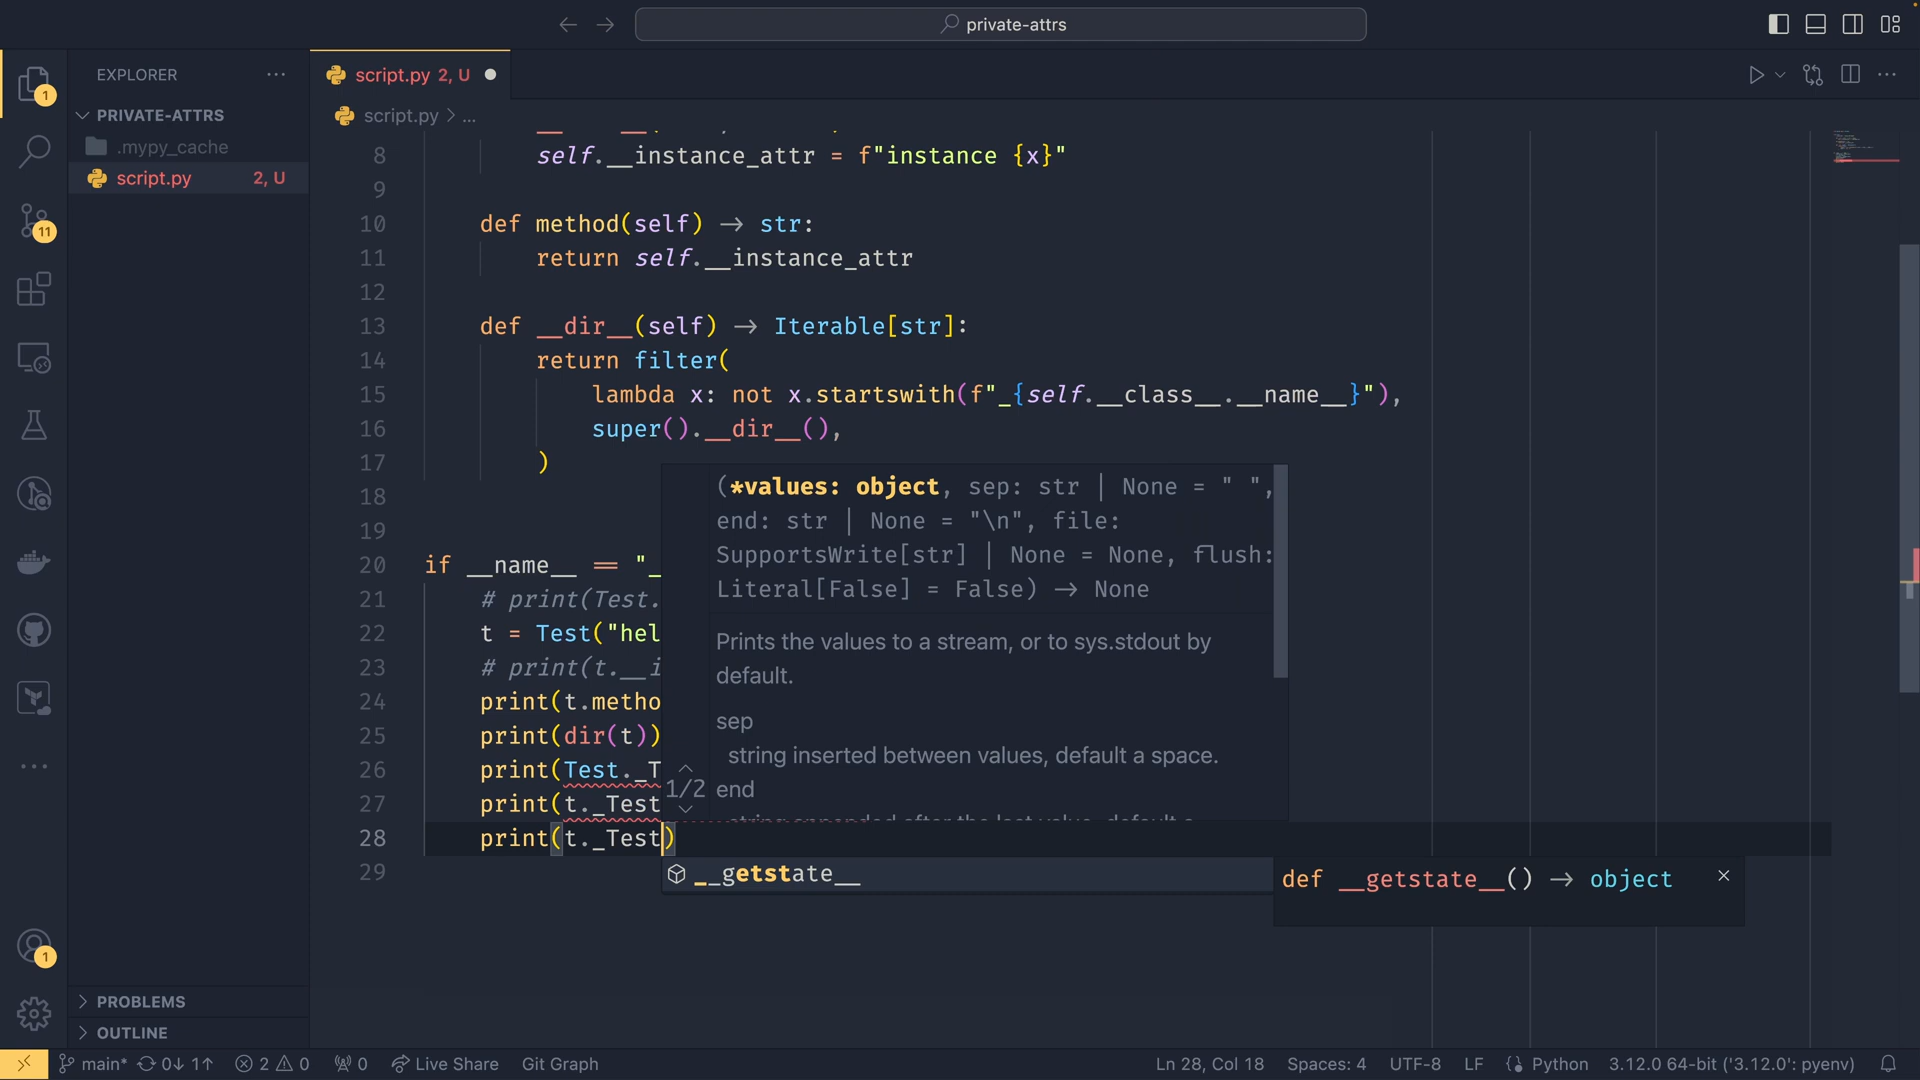 private-attrs
EXPLORER
script.py 2, U
PRIVATE-ATTRS
script.py > ...
.mypy_cache
script.py 2, U
8 self.__instance_attr = f"instance {x}"
9
10 def method(self) → str:
11 return self.__instance_attr
12
13 def __dir__(self) → Iterable[str]:
14 return filter(
15 lambda x: not x.startswith(f"_{self.__class__.__name__}"),
16 super().__dir__(),
17 )
18
19
20 if __name__ == "_
21 # print(Test.
22 t = Test("hel
23 # print(t.__i
24 print(t.metho
25 print(dir(t))
26 print(Test._T
27 print(t._Test
28 print(t._Test)
29
(*values: object, sep: str | None = " ",
end: str | None = "\n", file:
SupportsWrite[str] | None = None, flush:
Literal[False] = False) → None
Prints the values to a stream, or to sys.stdout by
default.
sep
string inserted between values, default a space.
1/2
end
__getstate__
def __getstate__() → object
1
11
1
PROBLEMS
OUTLINE
main* 0↓ 1↑ 2 0 0 Live Share Git Graph
Ln 28, Col 18 Spaces: 4 UTF-8 LF Python 3.12.0 64-bit ('3.12.0': pyenv)